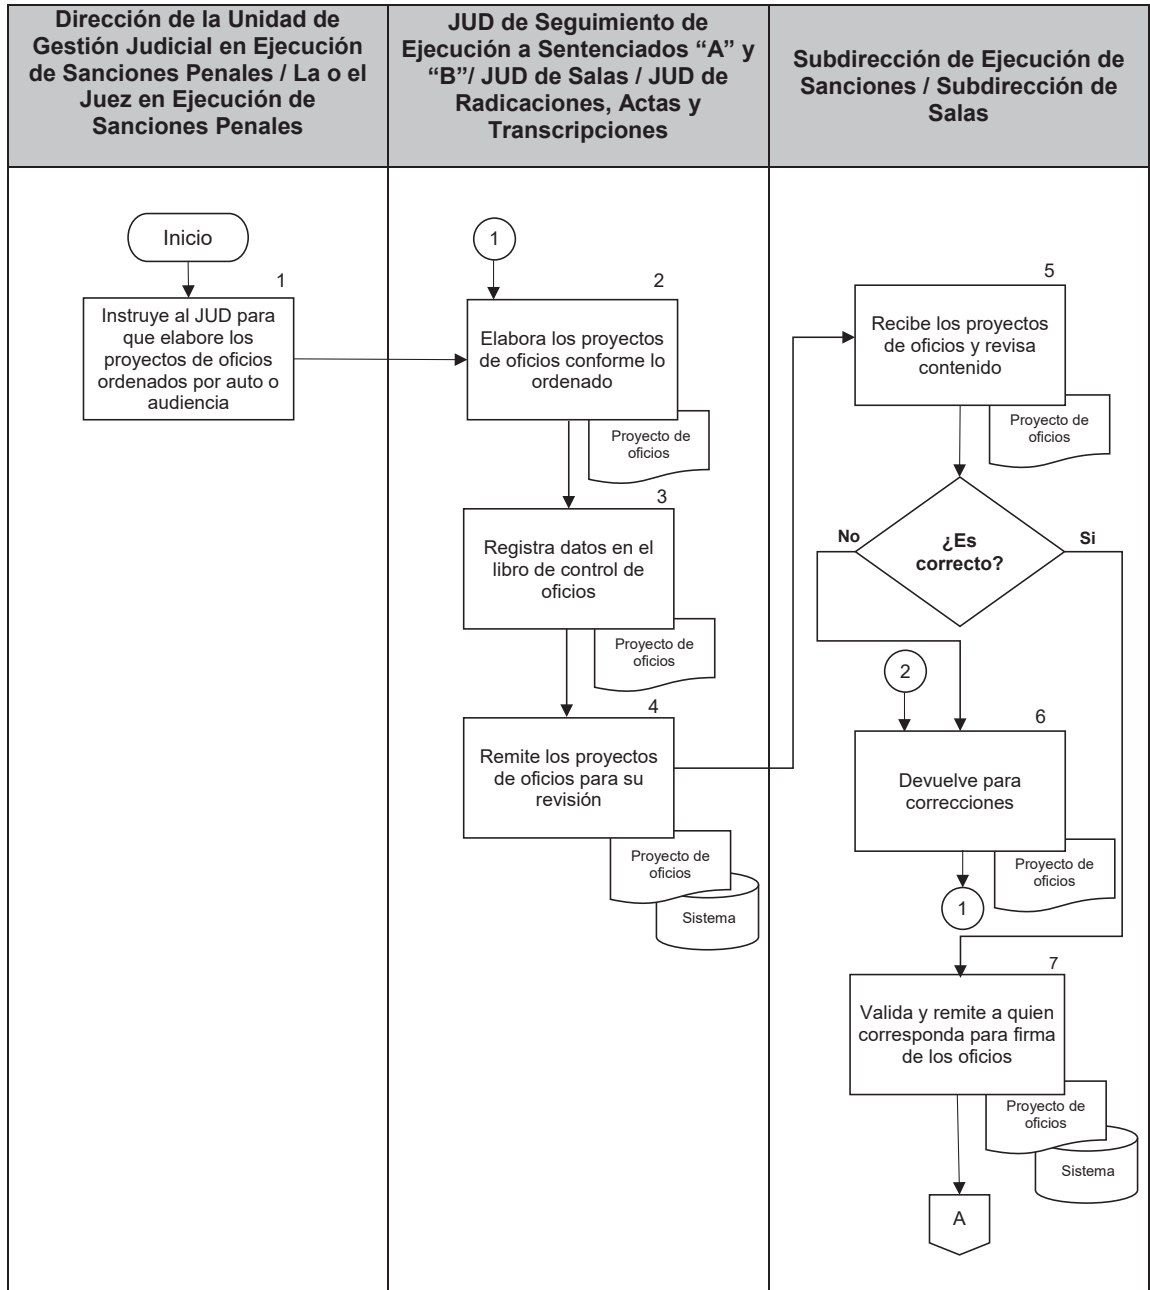 Dirección de la Unidad de
Gestión Judicial en Ejecución
de Sanciones Penales / La o el
Juez en Ejecución de
Sanciones Penales
JUD de Seguimiento de
Ejecución a Sentenciados “A” y
“B”/ JUD de Salas / JUD de
Radicaciones, Actas y
Transcripciones
Subdirección de Ejecución de
Sanciones / Subdirección de
Salas
Inicio
1
Instruye al JUD para
que elabore los
proyectos de oficios
ordenados por auto o
audiencia
1
2
Elabora los proyectos
de oficios conforme lo
ordenado
Proyecto de
oficios
3
Registra datos en el
libro de control de
oficios
Proyecto de
oficios
4
Remite los proyectos
de oficios para su
revisión
Proyecto de
oficios
Sistema
5
Recibe los proyectos
de oficios y revisa
contenido
Proyecto de
oficios
No
¿Es
correcto?
Si
2
6
Devuelve para
correcciones
Proyecto de
oficios
1
7
Valida y remite a quien
corresponda para firma
de los oficios
Proyecto de
oficios
Sistema
A